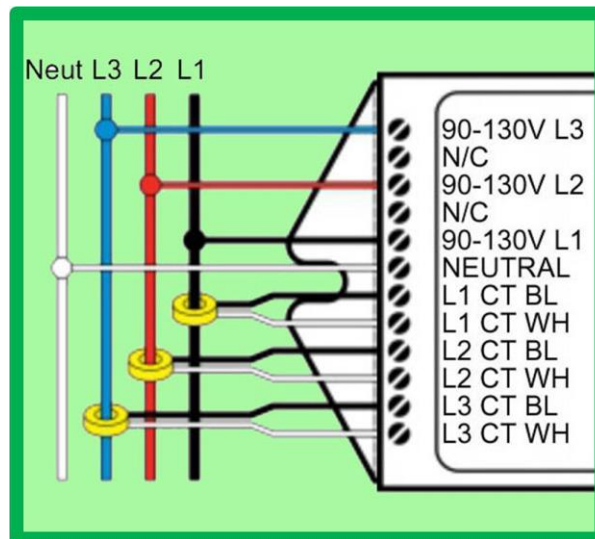 Neut L3 L2 L1
90-130V L3
N/C
90-130V L2
N/C
90-130V L1
NEUTRAL
L1 CT BL
L1 CT WH
L2 CT BL
L2 CT WH
L3 CT BL
L3 CT WH